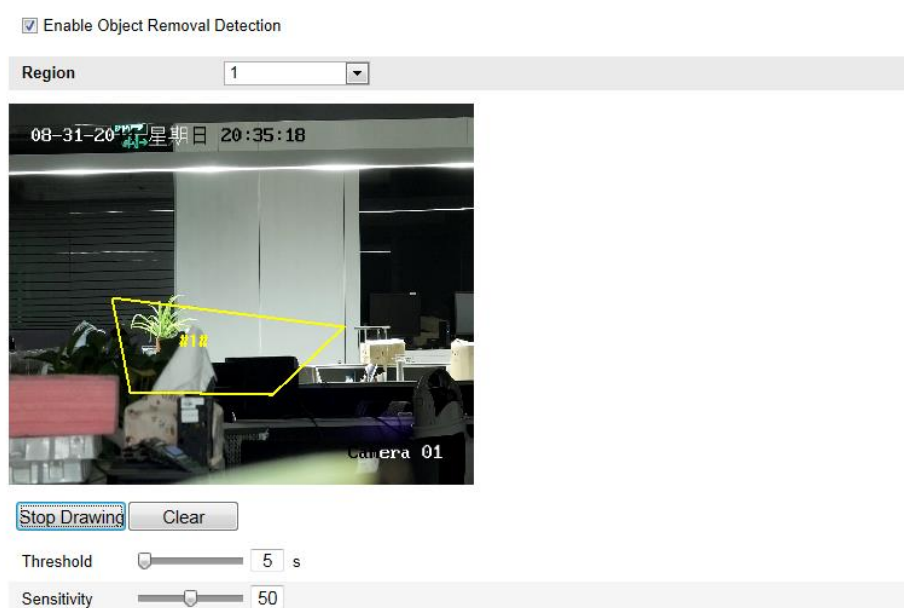 Enable Object Removal Detection
Region 1
08-31-20 星期日 20:35:18
#1#
Camera 01
Stop Drawing Clear
Threshold 5 s
Sensitivity 50